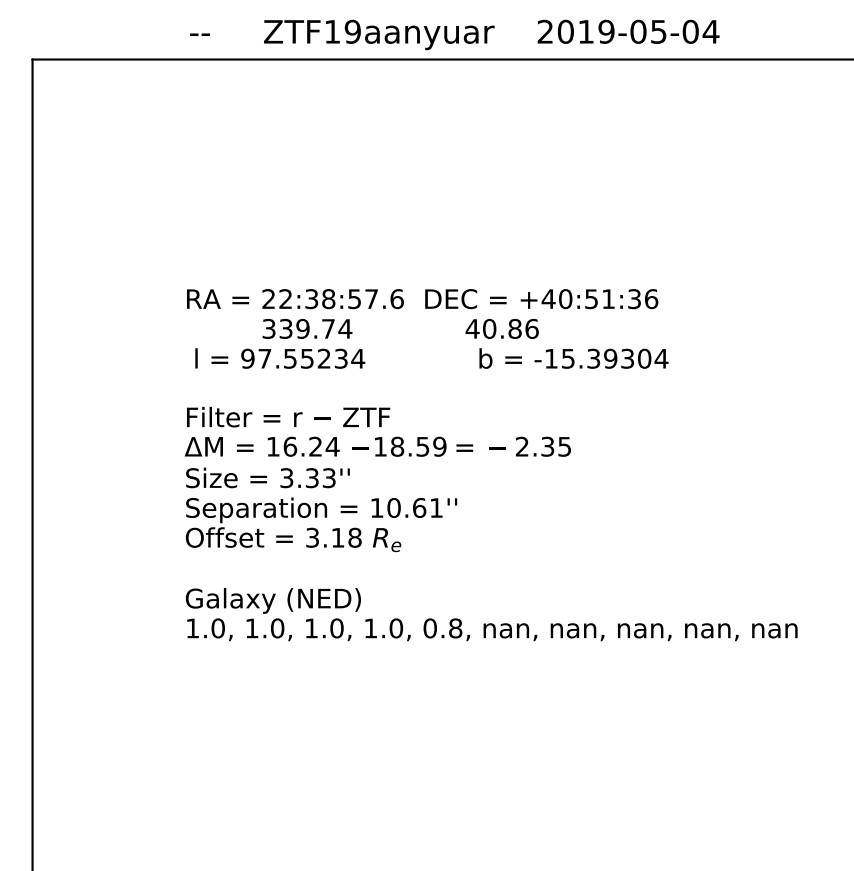 -- ZTF19aanyuar 2019-05-04
RA = 22:38:57.6 DEC = +40:51:36
339.74 40.86
l = 97.55234 b = -15.39304
Filter = r − ZTF
ΔM = 16.24 −18.59 = − 2.35
Size = 3.33''
Separation = 10.61''
Offset = 3.18 Re
Galaxy (NED)
1.0, 1.0, 1.0, 1.0, 0.8, nan, nan, nan, nan, nan